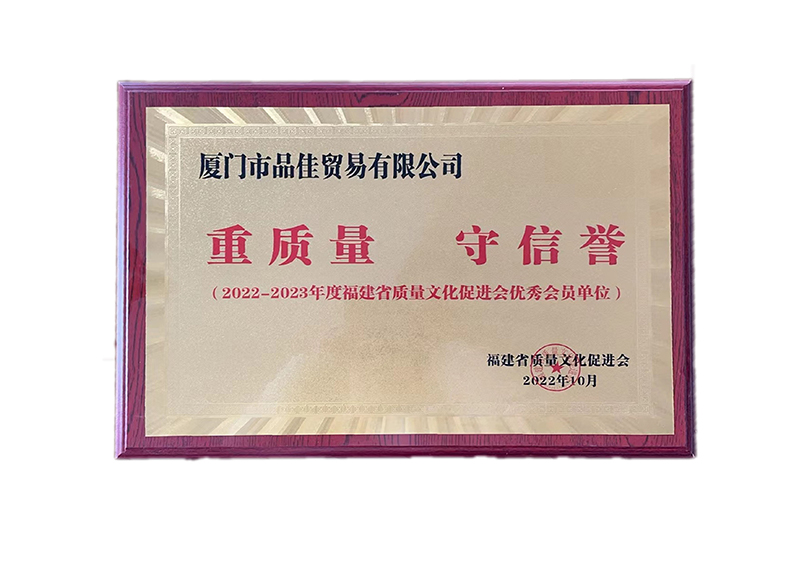 厦门市品佳贸易有限公司
重质量 守信誉
（2022-2023年度福建省质量文化促进会优秀会员单位）
福建省质量文化促进会
2022年10月